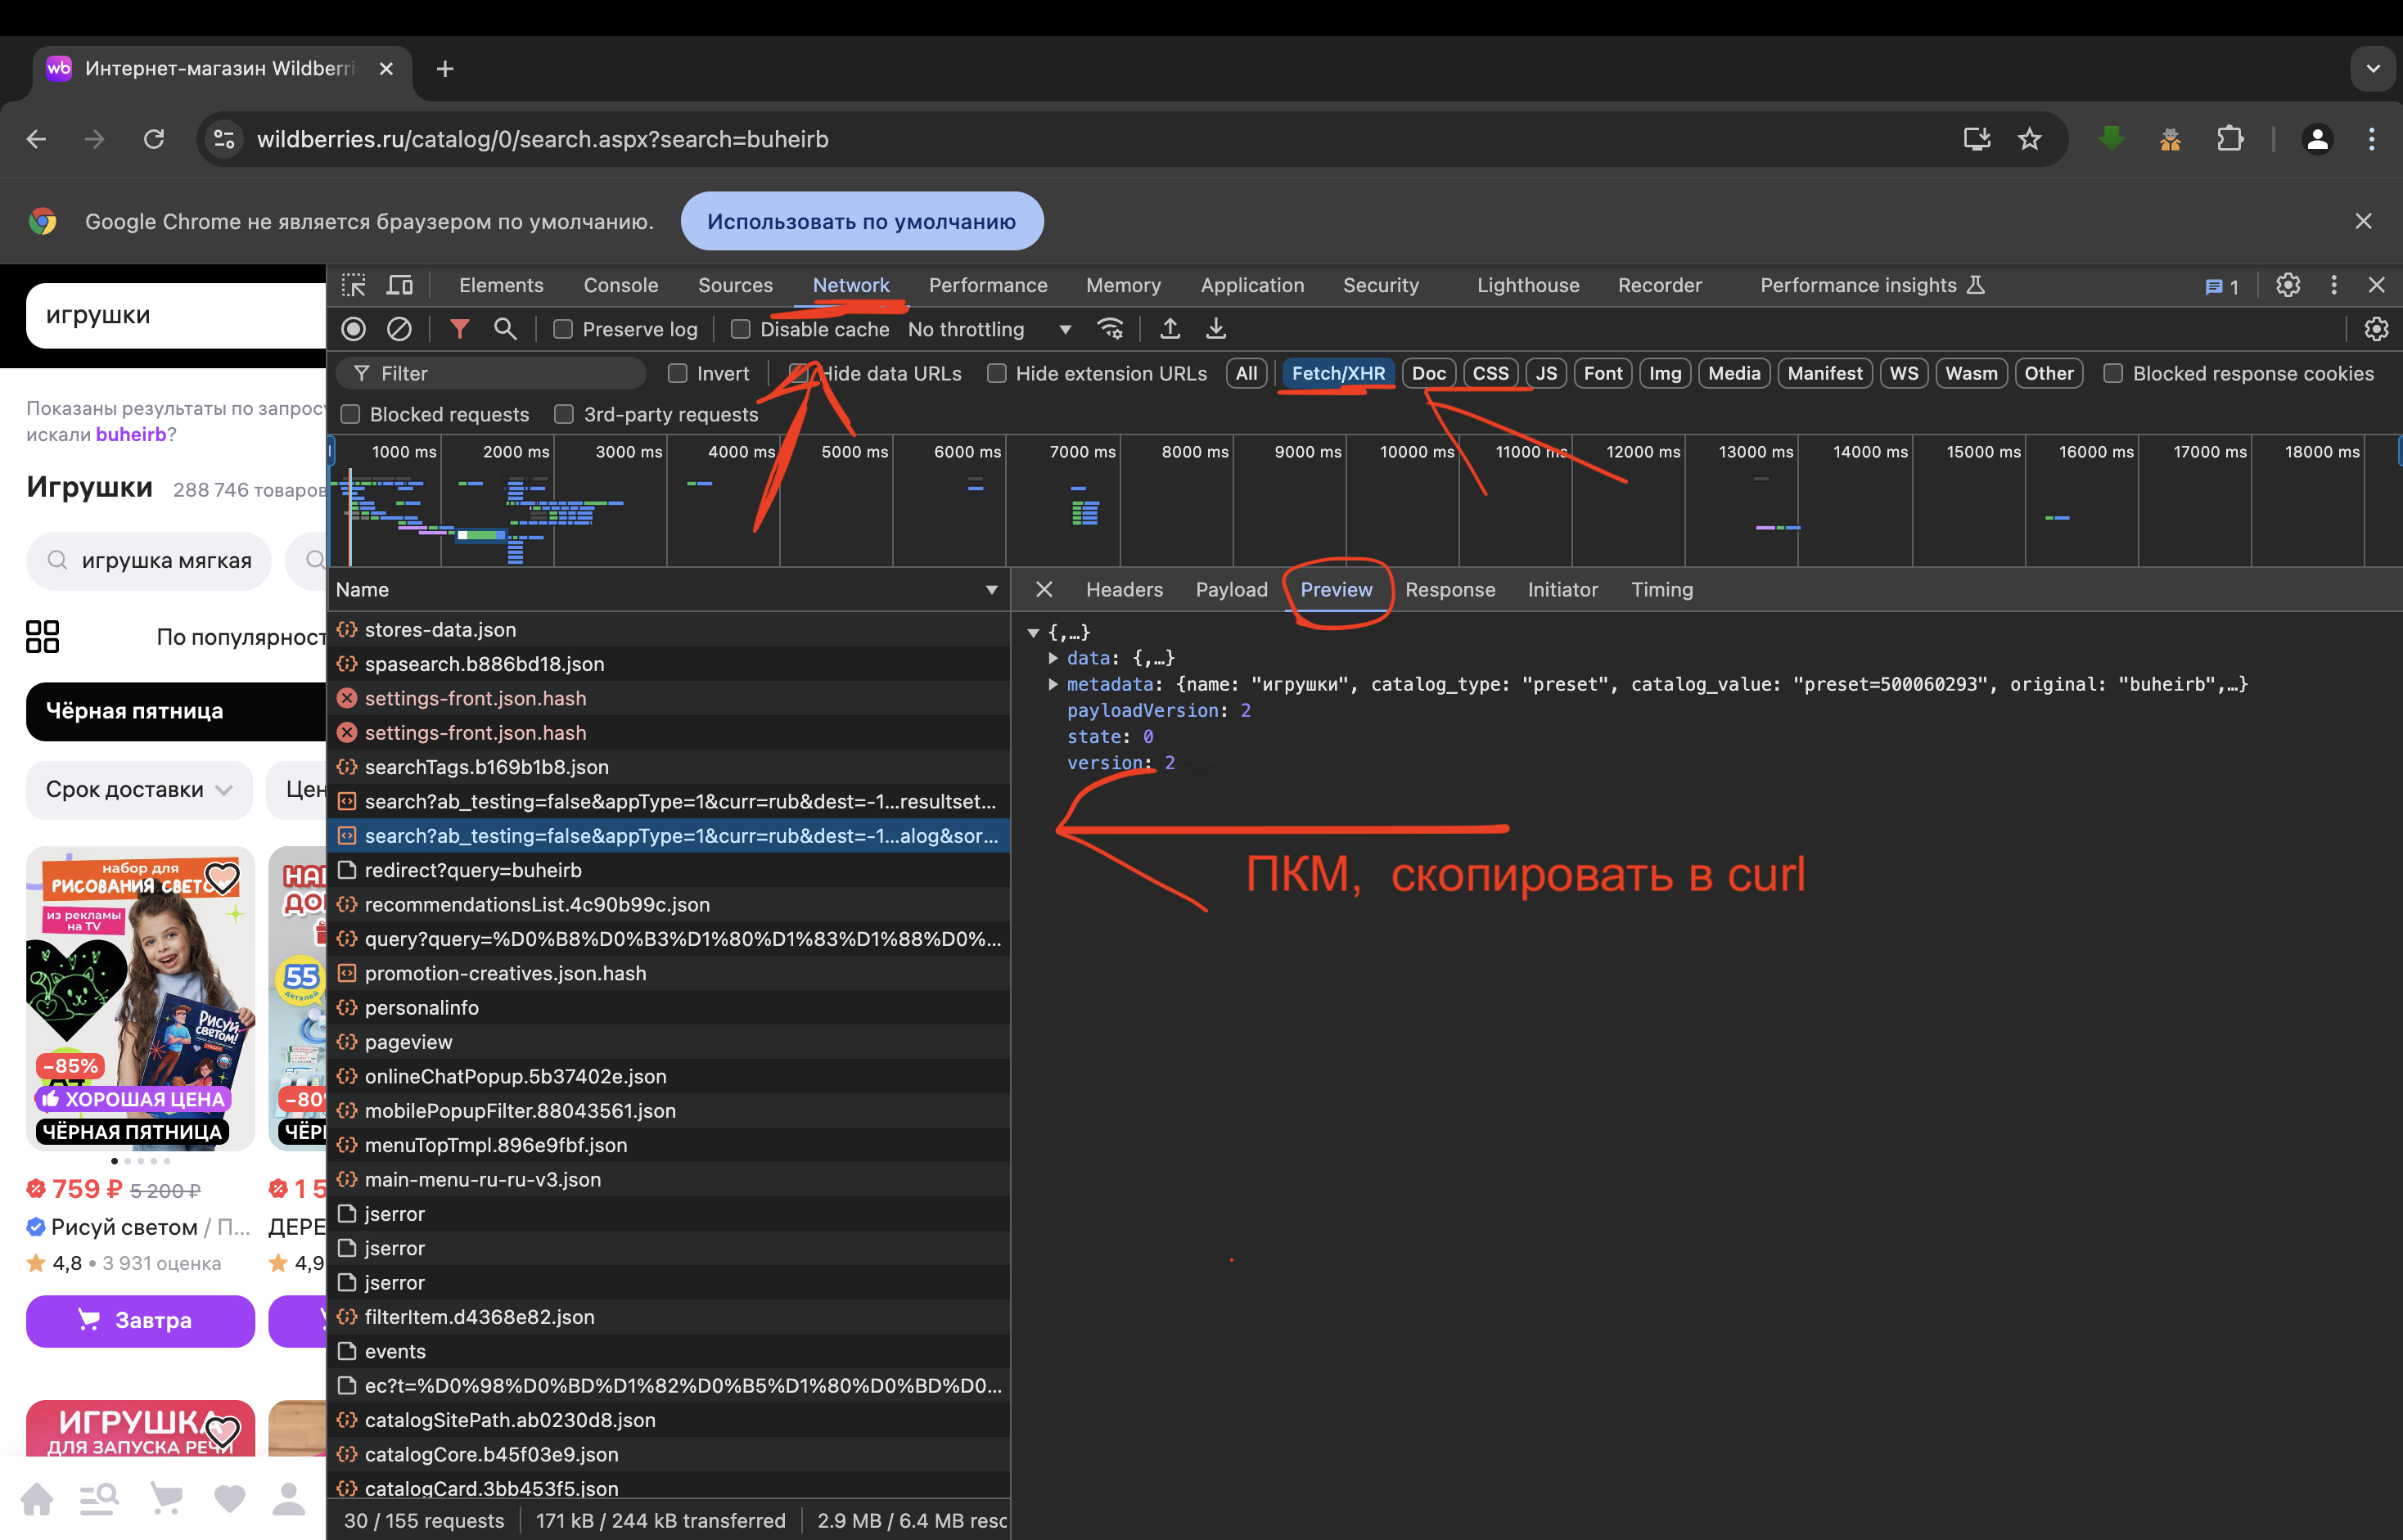 wb Интернет-магазин Wildberri
wildberries.ru/catalog/0/search.aspx?search=buheirb
Google Chrome не является браузером по умолчанию. Использовать по умолчанию
игрушки
Показаны результаты по запросу
искали buheirb?
Игрушки 288 746 товаров
игрушка мягкая
По популярност
Чёрная пятница
Срок доставки Цен
набор для
РИСОВАНИЯ СВЕТО
из рекламы
на TV
НАБ
ДО
55
деталей
Рисуй
светом!
−85%
ХОРОШАЯ ЦЕНА
−80%
ЧЁРНАЯ ПЯТНИЦА
ЧЁР
759 ₽ 5 200 ₽ 1 5
Рисуй светом / П... ДЕРЕ
4,8 • 3 931 оценка 4,9
Завтра
ИГРУШКА
ДЛЯ ЗАПУСКА РЕЧИ
Elements Console Sources Network Performance Memory Application Security Lighthouse Recorder Performance insights 1
Preserve log Disable cache No throttling
Filter Invert Hide data URLs Hide extension URLs All Fetch/XHR Doc CSS JS Font Img Media Manifest WS Wasm Other Blocked response cookies
Blocked requests 3rd-party requests
1000 ms 2000 ms 3000 ms 4000 ms 5000 ms 6000 ms 7000 ms 8000 ms 9000 ms 10000 ms 11000 ms 12000 ms 13000 ms 14000 ms 15000 ms 16000 ms 17000 ms 18000 ms
Name
stores-data.json
spasearch.b886bd18.json
settings-front.json.hash
settings-front.json.hash
searchTags.b169b1b8.json
search?ab_testing=false&appType=1&curr=rub&dest=-1...resultset...
search?ab_testing=false&appType=1&curr=rub&dest=-1...alog&sor...
redirect?query=buheirb
recommendationsList.4c90b99c.json
query?query=%D0%B8%D0%B3%D1%80%D1%83%D1%88%D0%...
promotion-creatives.json.hash
personalinfo
pageview
onlineChatPopup.5b37402e.json
mobilePopupFilter.88043561.json
menuTopTmpl.896e9fbf.json
main-menu-ru-ru-v3.json
jserror
jserror
jserror
filterItem.d4368e82.json
events
ec?t=%D0%98%D0%BD%D1%82%D0%B5%D1%80%D0%BD%D0...
catalogSitePath.ab0230d8.json
catalogCore.b45f03e9.json
catalogCard.3bb453f5.json
30 / 155 requests 171 kB / 244 kB transferred 2.9 MB / 6.4 MB resc
Headers Payload Preview Response Initiator Timing
{,…}
data: {,…}
metadata: {name: "игрушки", catalog_type: "preset", catalog_value: "preset=500060293", original: "buheirb",…}
payloadVersion: 2
state: 0
version: 2
ПКМ, скопировать в curl